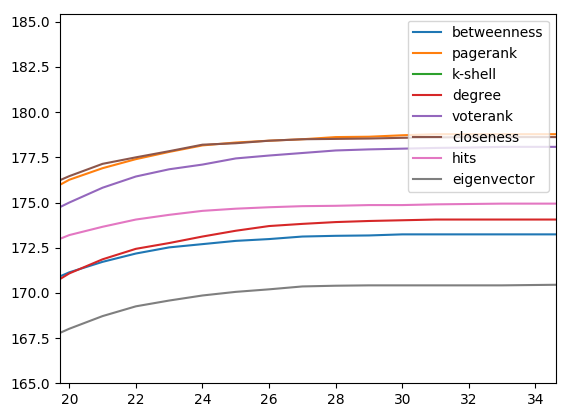 185.0
182.5
180.0
177.5
175.0
172.5
170.0
167.5
165.0
20
22
24
26
28
30
32
34
betweenness
pagerank
k-shell
degree
voterank
closeness
hits
eigenvector